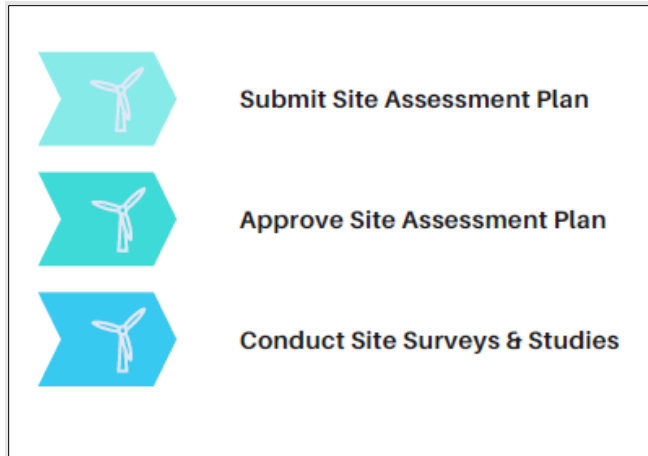 Submit Site Assessment Plan
Approve Site Assessment Plan
Conduct Site Surveys & Studies